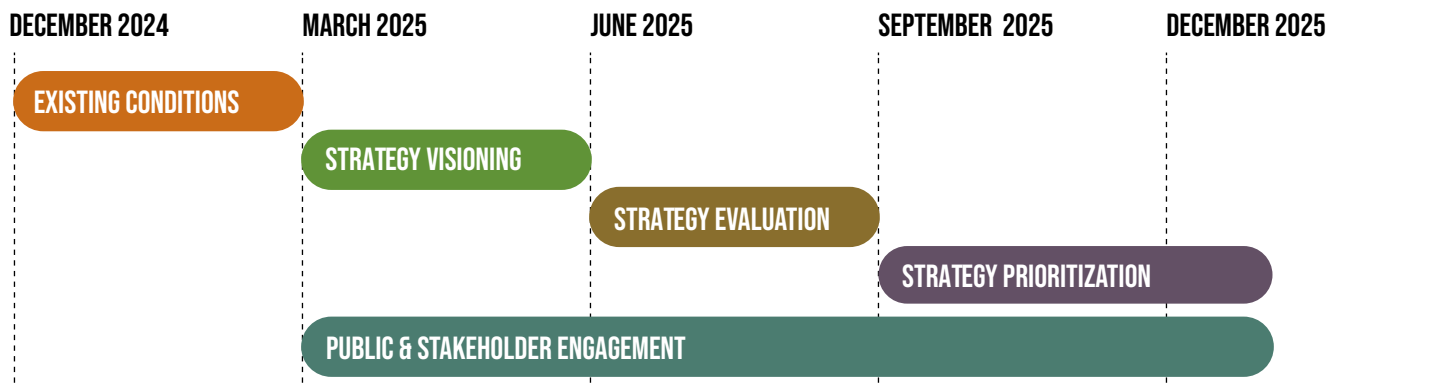 DECEMBER 2024
MARCH 2025
JUNE 2025
SEPTEMBER 2025
DECEMBER 2025
EXISTING CONDITIONS
STRATEGY VISIONING
STRATEGY EVALUATION
STRATEGY PRIORITIZATION
PUBLIC & STAKEHOLDER ENGAGEMENT